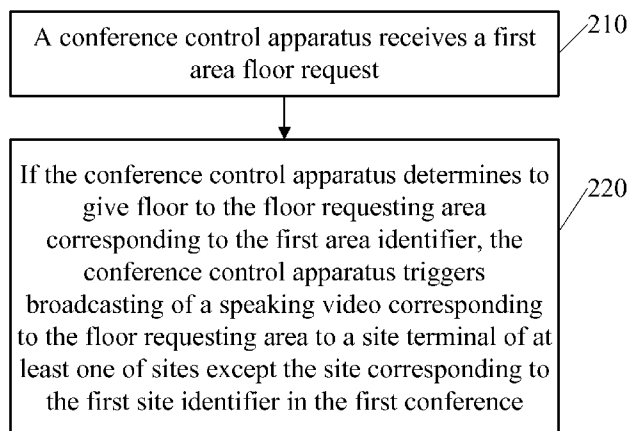 A conference control apparatus receives a first
area floor request
210
If the conference control apparatus determines to
give floor to the floor requesting area
corresponding to the first area identifier, the
conference control apparatus triggers
broadcasting of a speaking video corresponding
to the floor requesting area to a site terminal of at
least one of sites except the site corresponding to
the first site identifier in the first conference
220